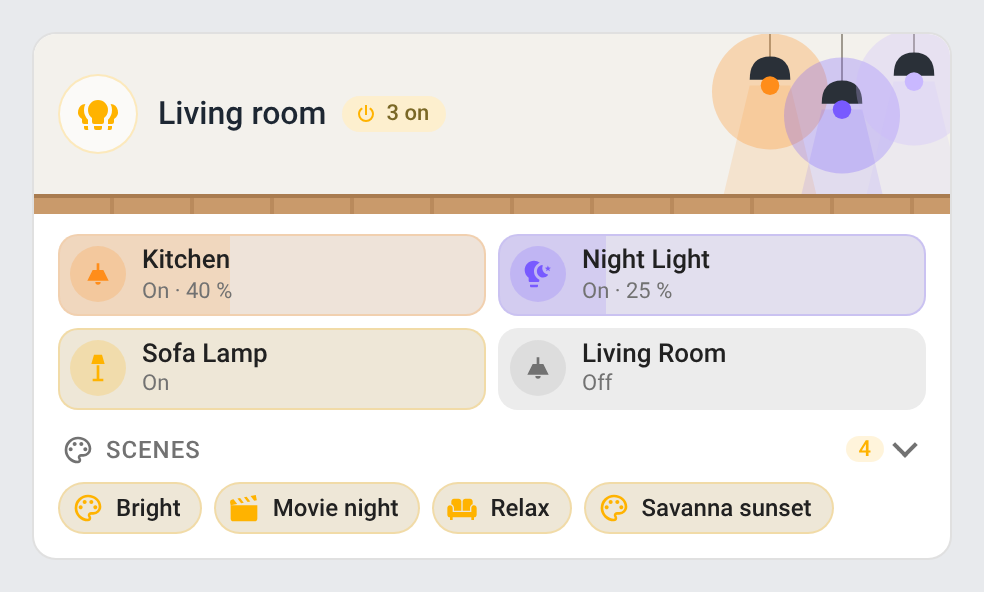 Living room
3 on
Kitchen
On · 40 %
Night Light
On · 25 %
Sofa Lamp
On
Living Room
Off
SCENES
4
Bright
Movie night
Relax
Savanna sunset